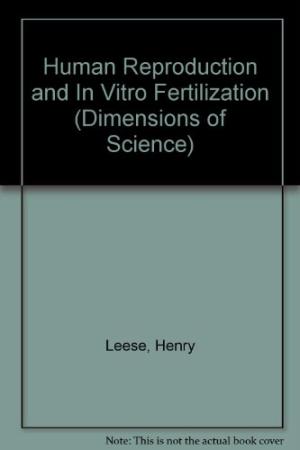 Human Reproduction
and In Vitro Fertilization
(Dimensions of
Science)
Leese, Henry
Note: This is not the actual book cover